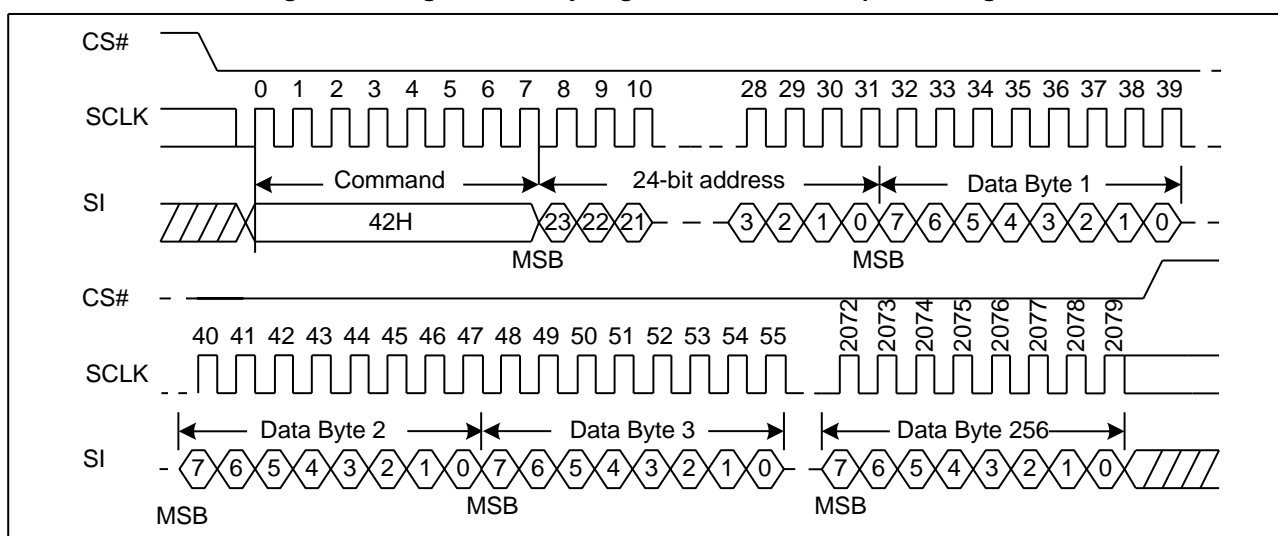 CS#
0 1 2 3 4 5 6 7 8 9 10 28 29 30 31 32 33 34 35 36 37 38 39
SCLK
Command 24-bit address Data Byte 1
SI
42H 23 22 21 3 2 1 0 7 6 5 4 3 2 1 0
MSB MSB
CS#
40 41 42 43 44 45 46 47 48 49 50 51 52 53 54 55 2072 2073 2074 2075 2076 2077 2078 2079
SCLK
Data Byte 2 Data Byte 3 Data Byte 256
SI
7 6 5 4 3 2 1 0 7 6 5 4 3 2 1 0 7 6 5 4 3 2 1 0
MSB MSB MSB